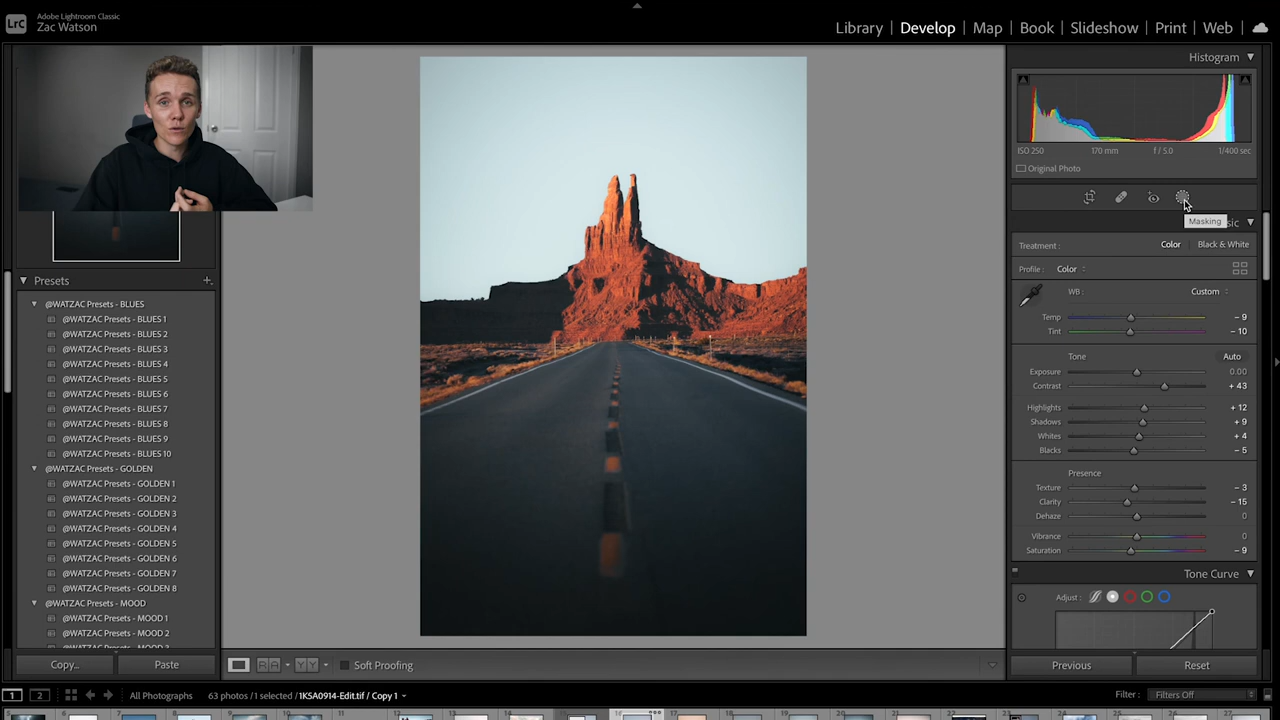 Lrc
Adobe Lightroom Classic
Zac Watson
Library | Develop | Map | Book | Slideshow | Print | Web
Histogram
ISO 250 170 mm f / 5.0 1/400 sec
Original Photo
Masking
Treatment : Color Black & White
Profile : Color
WB : Custom
Temp - 9
Tint - 10
Tone Auto
Exposure 0.00
Contrast + 43
Highlights + 12
Shadows + 9
Whites + 4
Blacks - 5
Presence
Texture - 3
Clarity - 15
Dehaze 0
Vibrance 0
Saturation - 9
Tone Curve
Adjust :
Previous Reset
Presets
@WATZAC Presets - BLUES
@WATZAC Presets - BLUES 1
@WATZAC Presets - BLUES 2
@WATZAC Presets - BLUES 3
@WATZAC Presets - BLUES 4
@WATZAC Presets - BLUES 5
@WATZAC Presets - BLUES 6
@WATZAC Presets - BLUES 7
@WATZAC Presets - BLUES 8
@WATZAC Presets - BLUES 9
@WATZAC Presets - BLUES 10
@WATZAC Presets - GOLDEN
@WATZAC Presets - GOLDEN 1
@WATZAC Presets - GOLDEN 2
@WATZAC Presets - GOLDEN 3
@WATZAC Presets - GOLDEN 4
@WATZAC Presets - GOLDEN 5
@WATZAC Presets - GOLDEN 6
@WATZAC Presets - GOLDEN 7
@WATZAC Presets - GOLDEN 8
@WATZAC Presets - MOOD
@WATZAC Presets - MOOD 1
@WATZAC Presets - MOOD 2
Copy... Paste
R A Y Y Soft Proofing
1 2 All Photographs 63 photos / 1 selected / 1KSA0914-Edit.tif / Copy 1
Filter : Filters Off